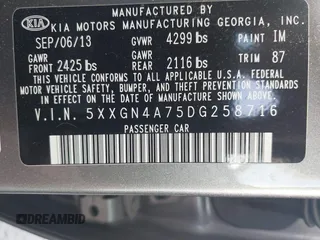 MANUFACTURED BY
KIA KIA MOTORS MANUFACTURING GEORGIA, INC.
SEP/06/13 GVWR 4299 lbs PAINT IM
GAWR FRONT 2425 lbs GAWR REAR 2116 lbs TRIM 87
THIS VEHICLE CONFORMS TO ALL APPLICABLE U.S.A. FEDERAL
MOTOR VEHICLE SAFETY, BUMPER, AND THEFT PREVENTION
STANDARDS IN EFFECT ON THE DATE OF MANUFACTURE SHOWN ABOVE.
V.I.N. 5XXGN4A75DG258716
PASSENGER CAR
DREAMBID